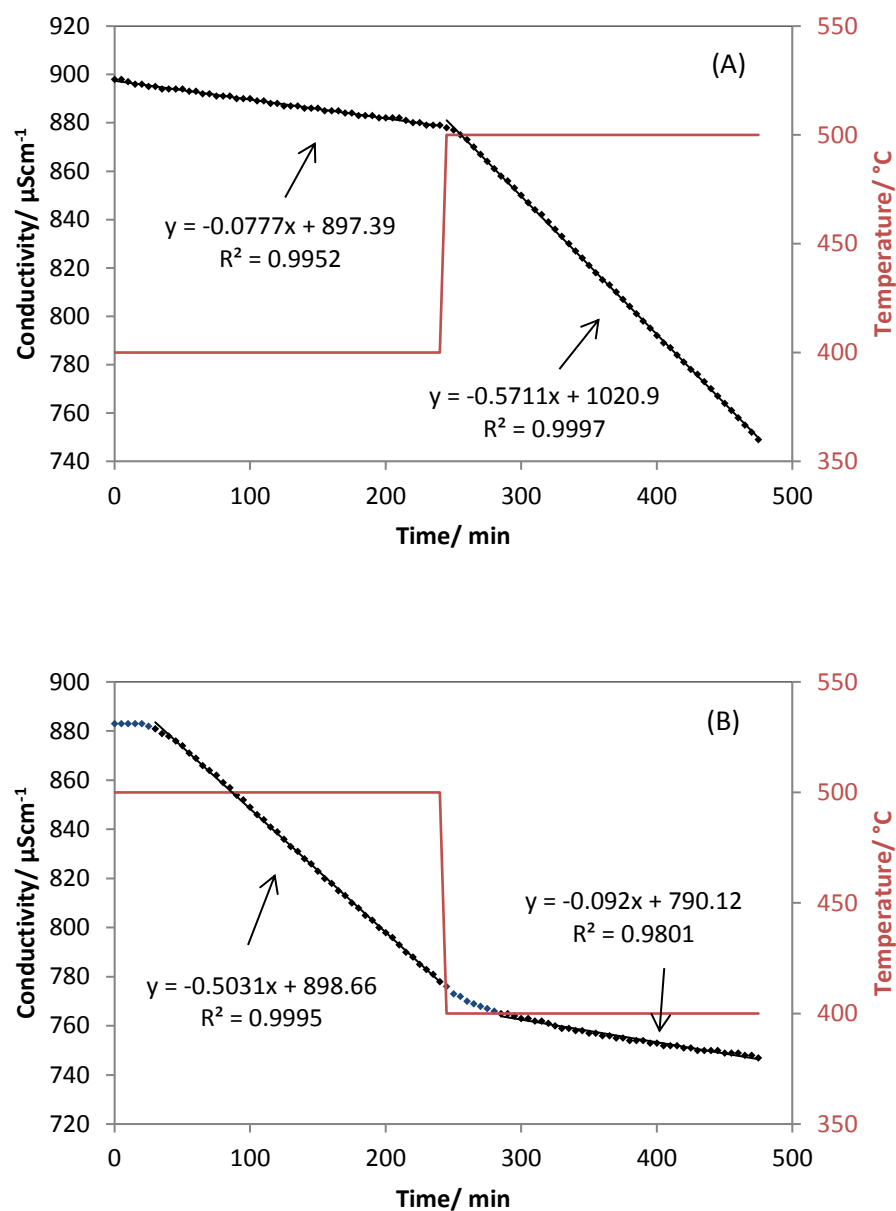 (A)
Conductivity/ µScm⁻¹
920
900
880
860
840
820
800
780
760
740
y = -0.0777x + 897.39
R² = 0.9952
y = -0.5711x + 1020.9
R² = 0.9997
550
500
450
400
350
Temperature/ °C
0 100 200 300 400 500
Time/ min
(B)
Conductivity/ µScm⁻¹
900
880
860
840
820
800
780
760
740
720
y = -0.5031x + 898.66
R² = 0.9995
y = -0.092x + 790.12
R² = 0.9801
550
500
450
400
350
Temperature/ °C
0 100 200 300 400 500
Time/ min